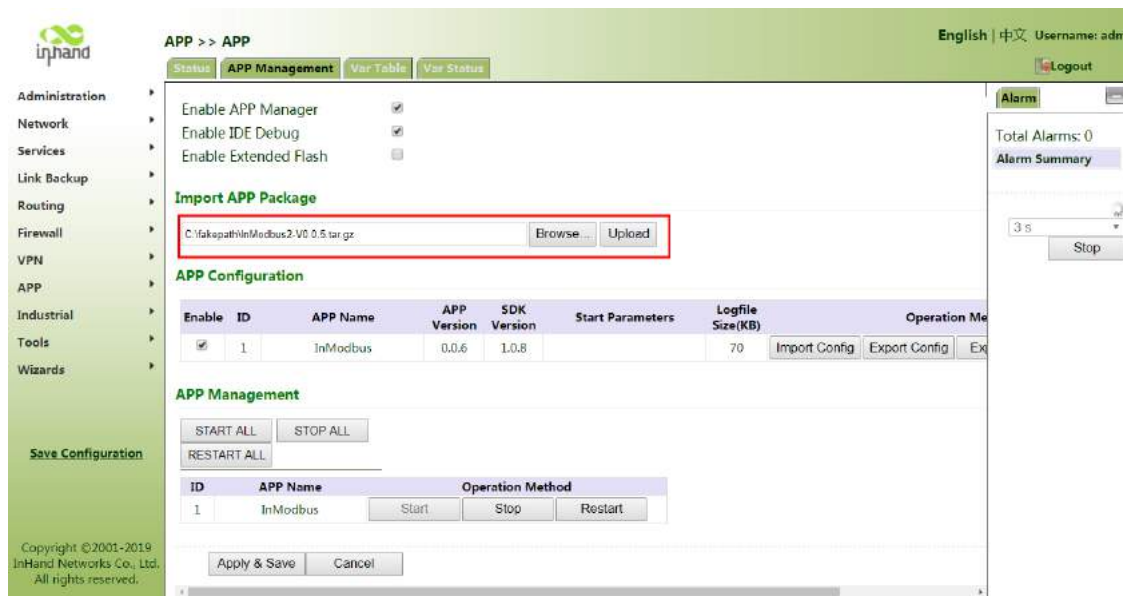 inhand
APP >> APP
English | 中文 Username: adm
Status APP Management Var Table Var Status
Logout
Administration
Network
Services
Link Backup
Routing
Firewall
VPN
APP
Industrial
Tools
Wizards
Save Configuration
Copyright ©2001-2019
InHand Networks Co., Ltd.
All rights reserved.
Enable APP Manager
Enable IDE Debug
Enable Extended Flash
Import APP Package
C:\fakepath\InModbus2-V0.0.5.tar.gz Browse... Upload
APP Configuration
Enable ID APP Name APP Version SDK Version Start Parameters Logfile Size(KB) Operation Me
1 InModbus 0.0.6 1.0.8 70 Import Config Export Config Exp
APP Management
START ALL STOP ALL
RESTART ALL
ID APP Name Operation Method
1 InModbus Start Stop Restart
Apply & Save Cancel
Alarm
Total Alarms: 0
Alarm Summary
3 s
Stop